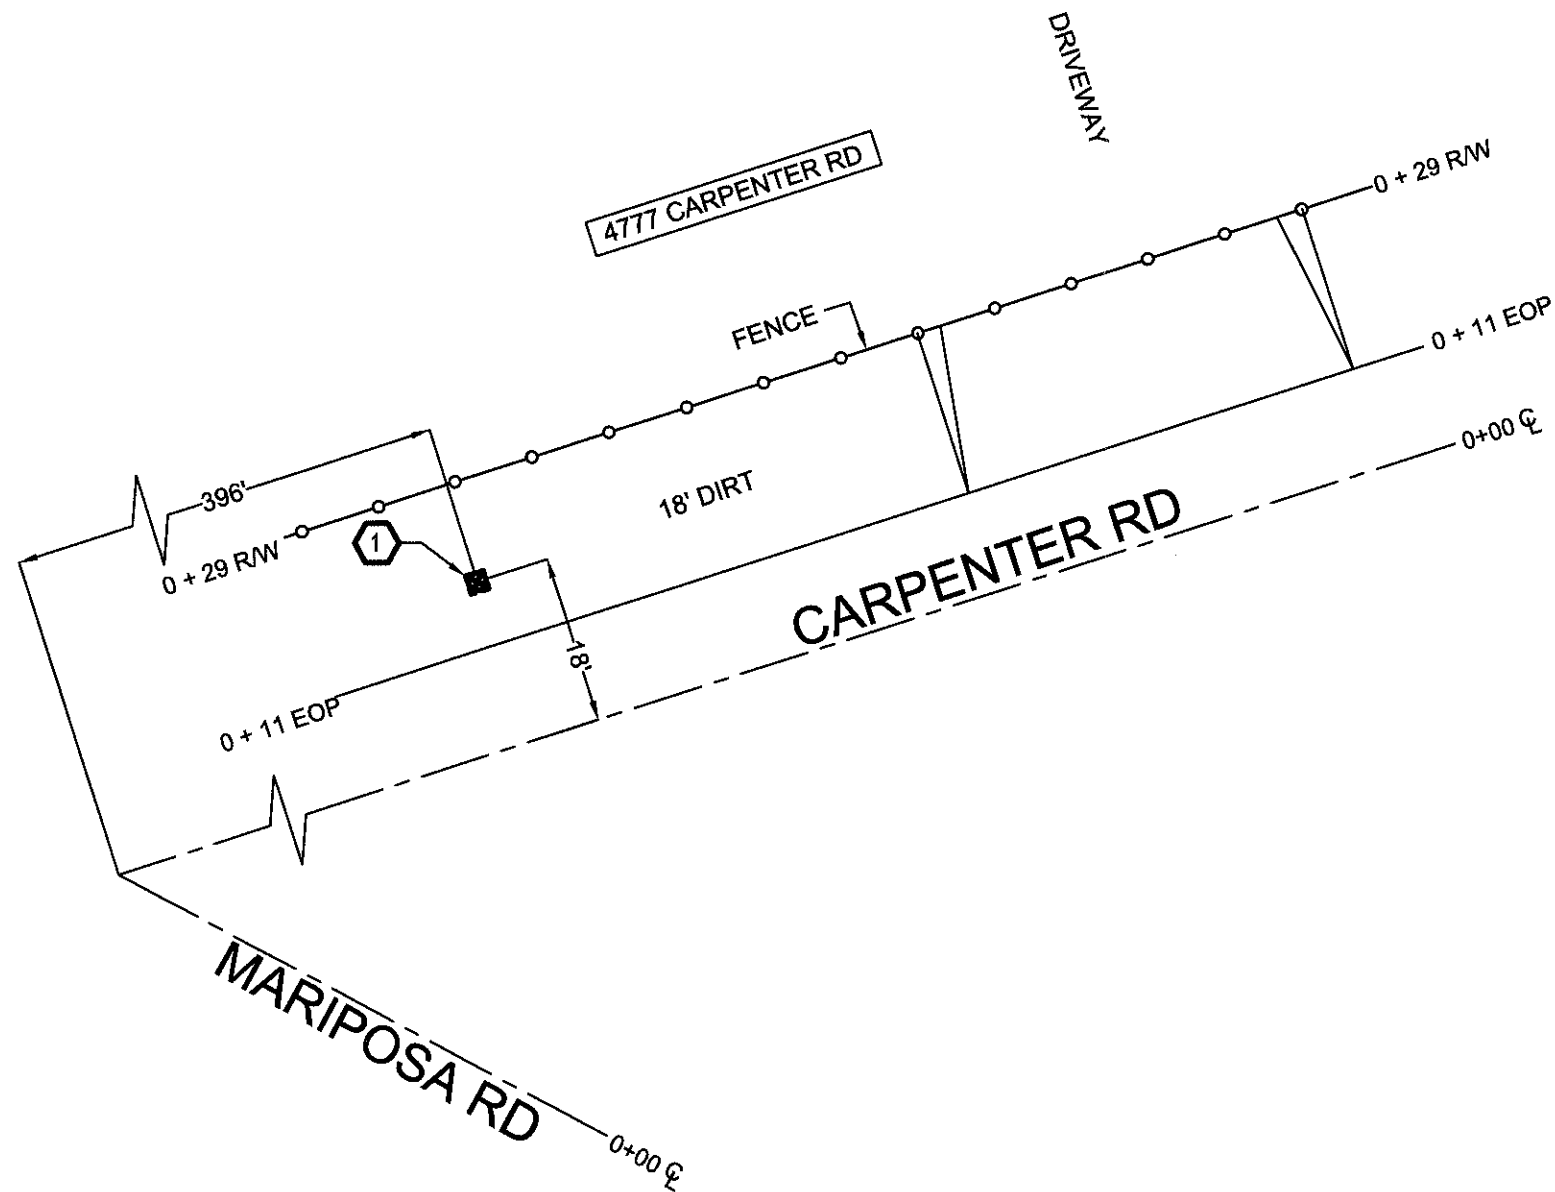 DRIVEWAY
4777 CARPENTER RD
0 + 29 R/W
FENCE
0 + 11 EOP
0+00 ℄
396'
18' DIRT
0 + 29 R/W
1
CARPENTER RD
18'
0 + 11 EOP
MARIPOSA RD
0+00 ℄